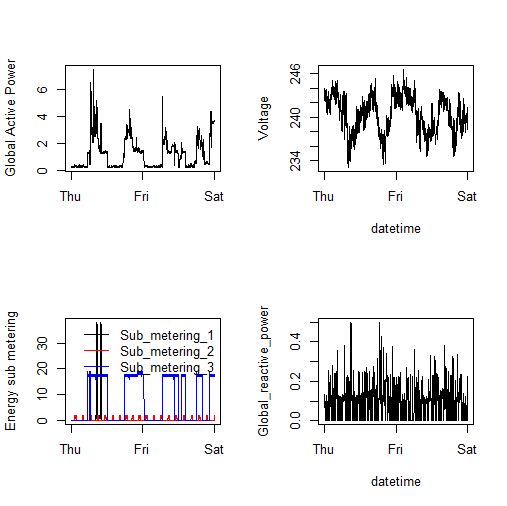 Global Active Power
0 2 4 6
Thu Fri Sat
Voltage
234 240 246
Thu Fri Sat
datetime
Energy sub metering
0 10 20 30
Sub_metering_1
Sub_metering_2
Sub_metering_3
Thu Fri Sat
Global_reactive_power
0.0 0.2 0.4
Thu Fri Sat
datetime